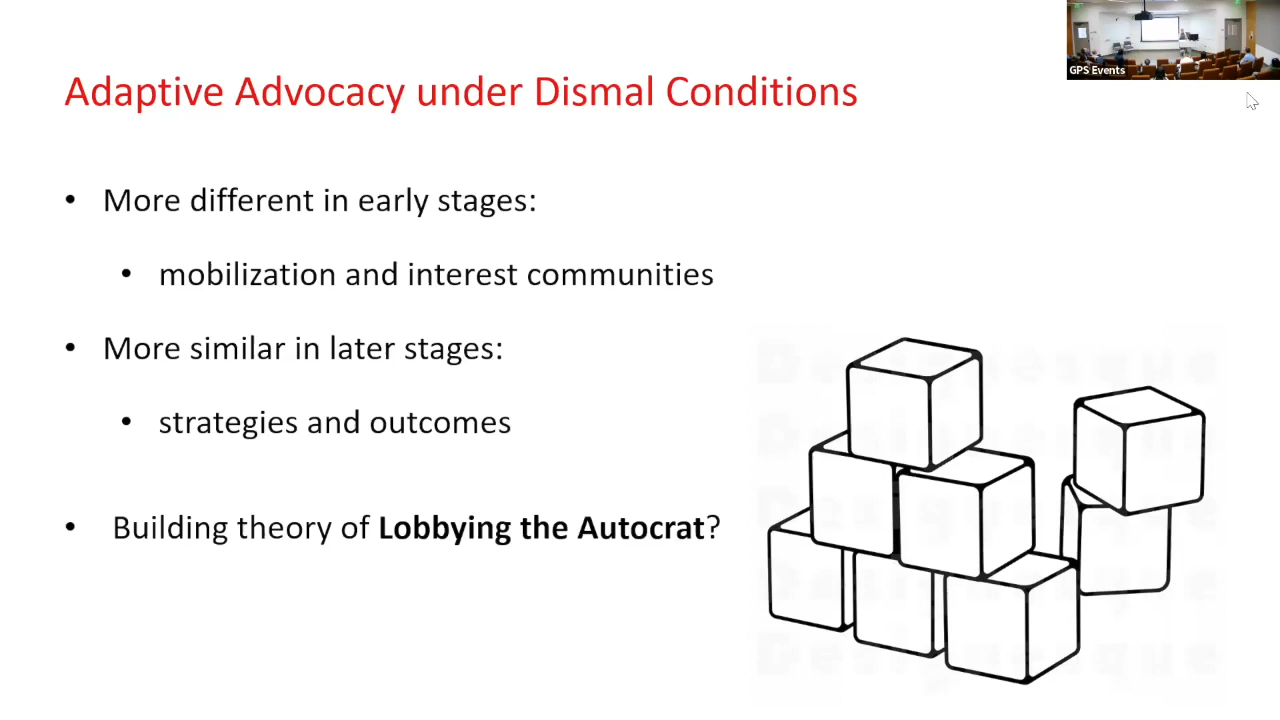 GPS Events
Adaptive Advocacy under Dismal Conditions
• More different in early stages:
• mobilization and interest communities
• More similar in later stages:
• strategies and outcomes
• Building theory of Lobbying the Autocrat?